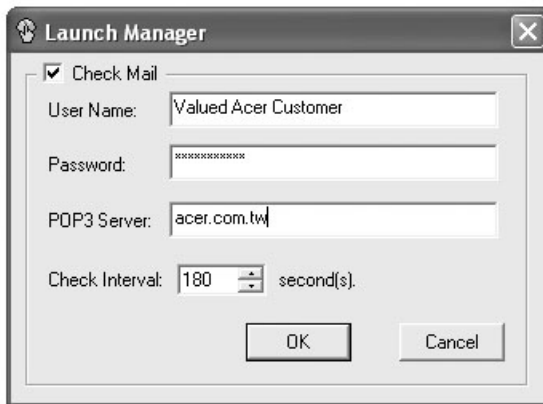 Launch Manager
Check Mail
User Name: Valued Acer Customer
Password: ***********
POP3 Server: acer.com.tw
Check Interval: 180 second(s).
OK Cancel